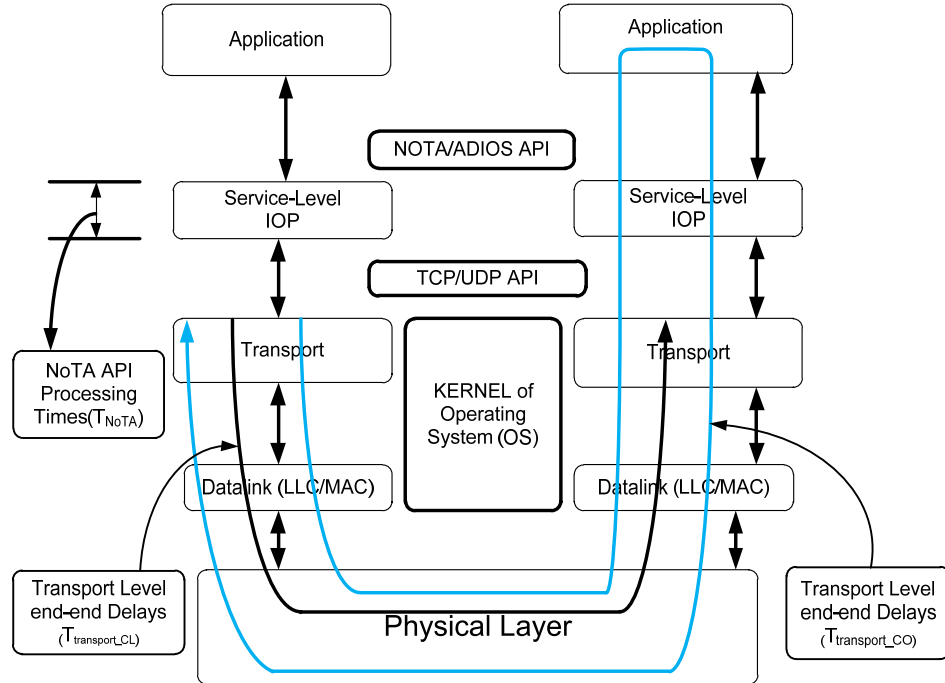 Application
Application
NOTA/ADIOS API
Service-Level
IOP
Service-Level
IOP
TCP/UDP API
Transport
Transport
NoTA API
Processing
Times(TNoTA)
KERNEL of
Operating
System (OS)
Datalink (LLC/MAC)
Datalink (LLC/MAC)
Transport Level
end-end Delays
(Ttransport_CL)
Physical Layer
Transport Level
end-end Delays
(Ttransport_CO)